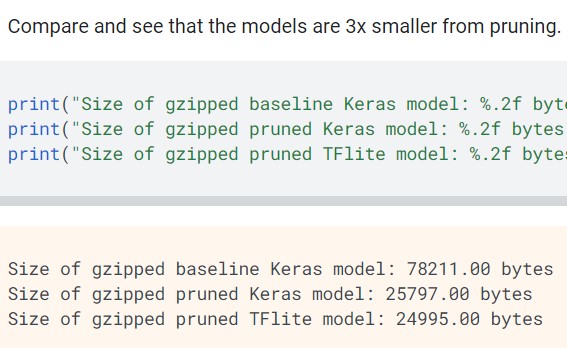 Compare and see that the models are 3x smaller from pruning.
print("Size of gzipped baseline Keras model: %.2f byte
print("Size of gzipped pruned Keras model: %.2f bytes
print("Size of gzipped pruned TFlite model: %.2f bytes
Size of gzipped baseline Keras model: 78211.00 bytes
Size of gzipped pruned Keras model: 25797.00 bytes
Size of gzipped pruned TFlite model: 24995.00 bytes